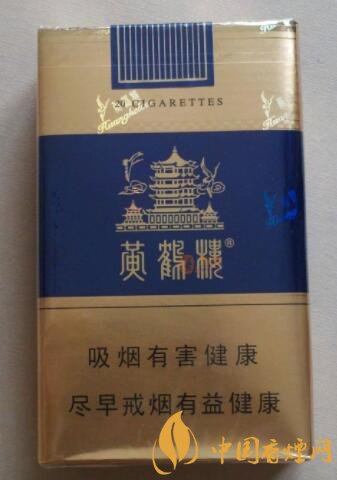 20 CIGARETTES
Huanghelou
黄鹤楼®
吸烟有害健康
尽早戒烟有益健康
中国香烟网